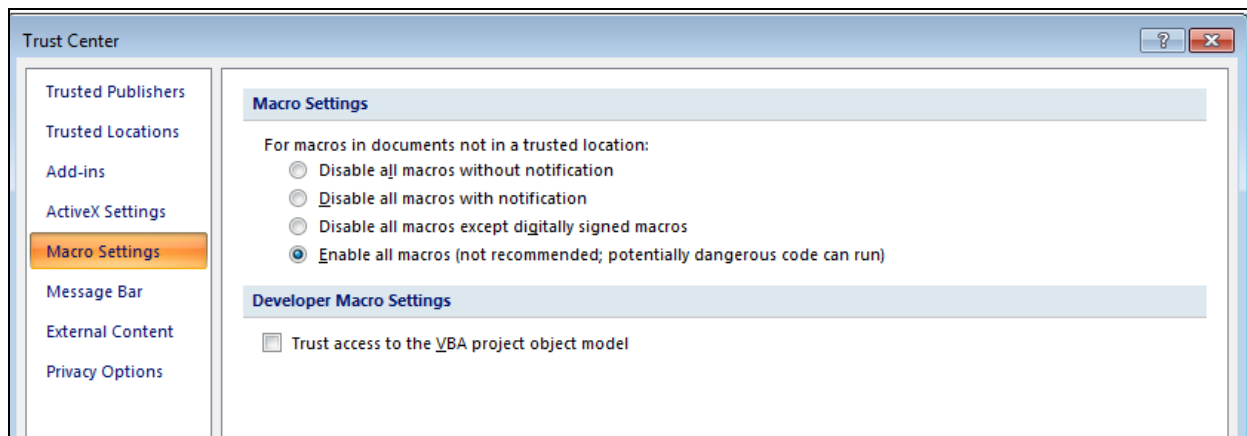 Trust Center
?
Trusted Publishers
Trusted Locations
Add-ins
ActiveX Settings
Macro Settings
Message Bar
External Content
Privacy Options
Macro Settings
For macros in documents not in a trusted location:
Disable all macros without notification
Disable all macros with notification
Disable all macros except digitally signed macros
Enable all macros (not recommended; potentially dangerous code can run)
Developer Macro Settings
Trust access to the VBA project object model